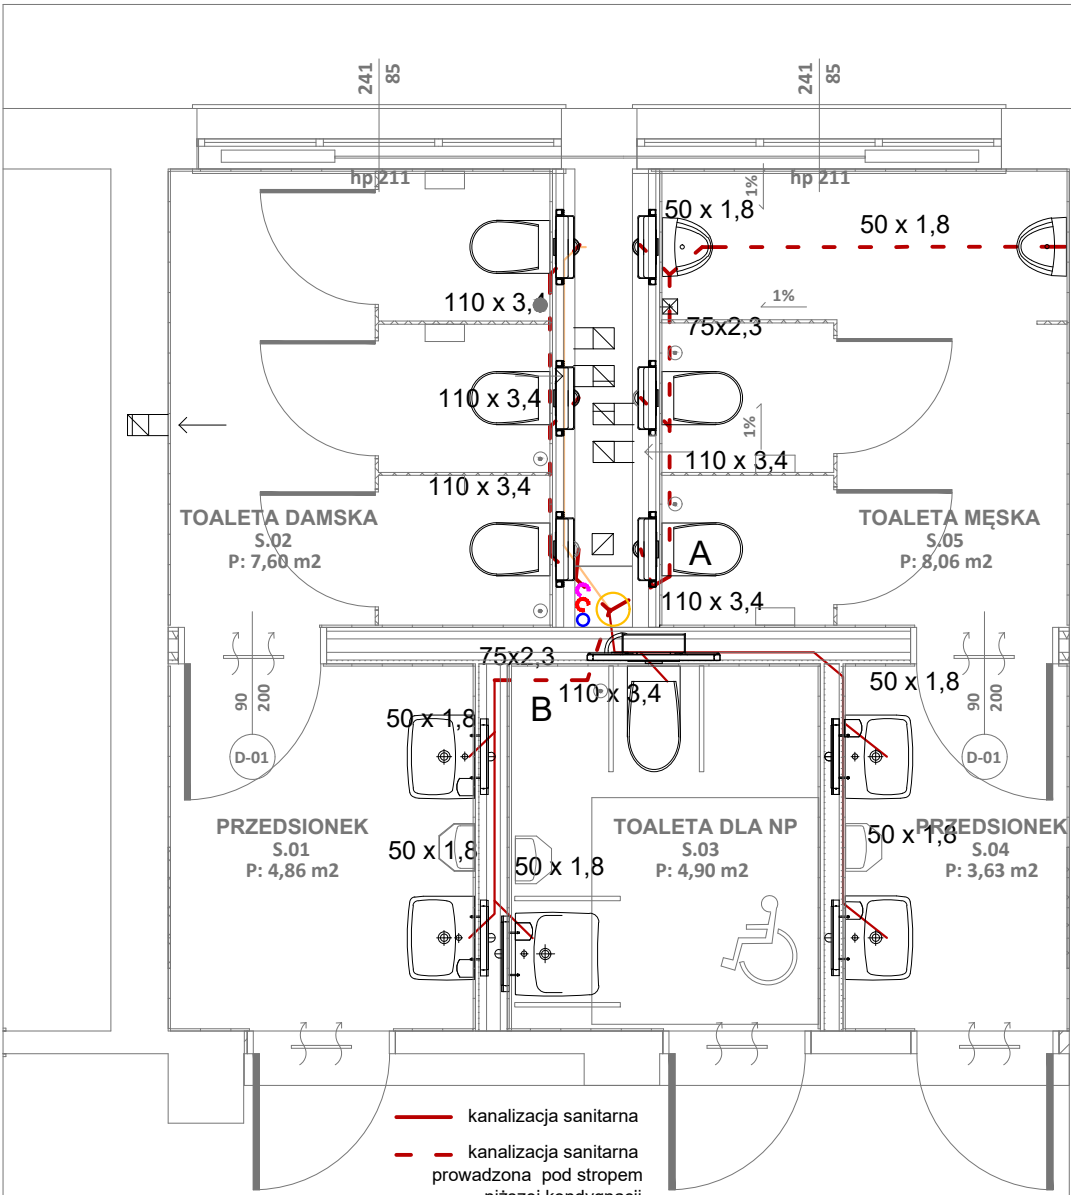 241
85
241
85
hp 211
hp 211
1%
50 x 1,8
50 x 1,8
110 x 3,4
1%
75x2,3
110 x 3,4
1%
110 x 3,4
110 x 3,4
TOALETA DAMSKA
S.02
P: 7,60 m2
TOALETA MĘSKA
S.05
P: 8,06 m2
A
110 x 3,4
75x2,3
110 x 3,4
B
50 x 1,8
50 x 1,8
90
200
90
200
D-01
D-01
PRZEDSIONEK
S.01
P: 4,86 m2
50 x 1,8
50 x 1,8
TOALETA DLA NP
S.03
P: 4,90 m2
50 x 1,8
PRZEDSIONEK
S.04
P: 3,63 m2
kanalizacja sanitarna
kanalizacja sanitarna
prowadzona pod stropem
niższej kondygnacji